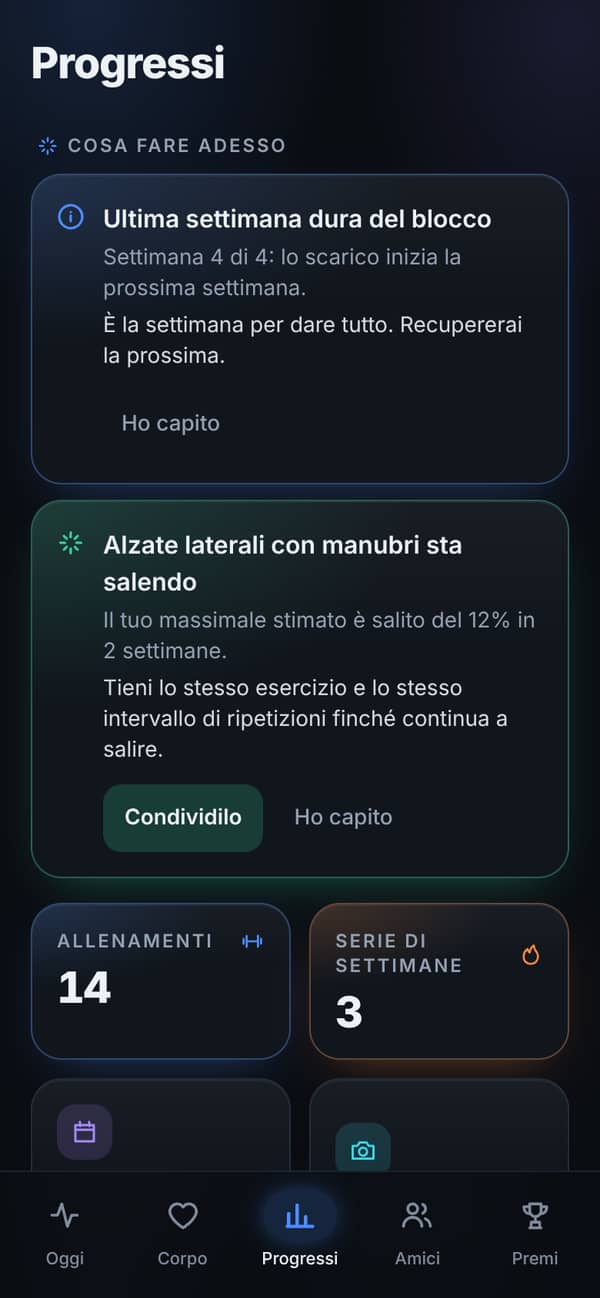 Progressi
COSA FARE ADESSO
Ultima settimana dura del blocco
Settimana 4 di 4: lo scarico inizia la
prossima settimana.
È la settimana per dare tutto. Recupererai
la prossima.
Ho capito
Alzate laterali con manubri sta
salendo
Il tuo massimale stimato è salito del 12% in
2 settimane.
Tieni lo stesso esercizio e lo stesso
intervallo di ripetizioni finché continua a
salire.
Condividilo
Ho capito
ALLENAMENTI
14
SERIE DI
SETTIMANE
3
Oggi
Corpo
Progressi
Amici
Premi